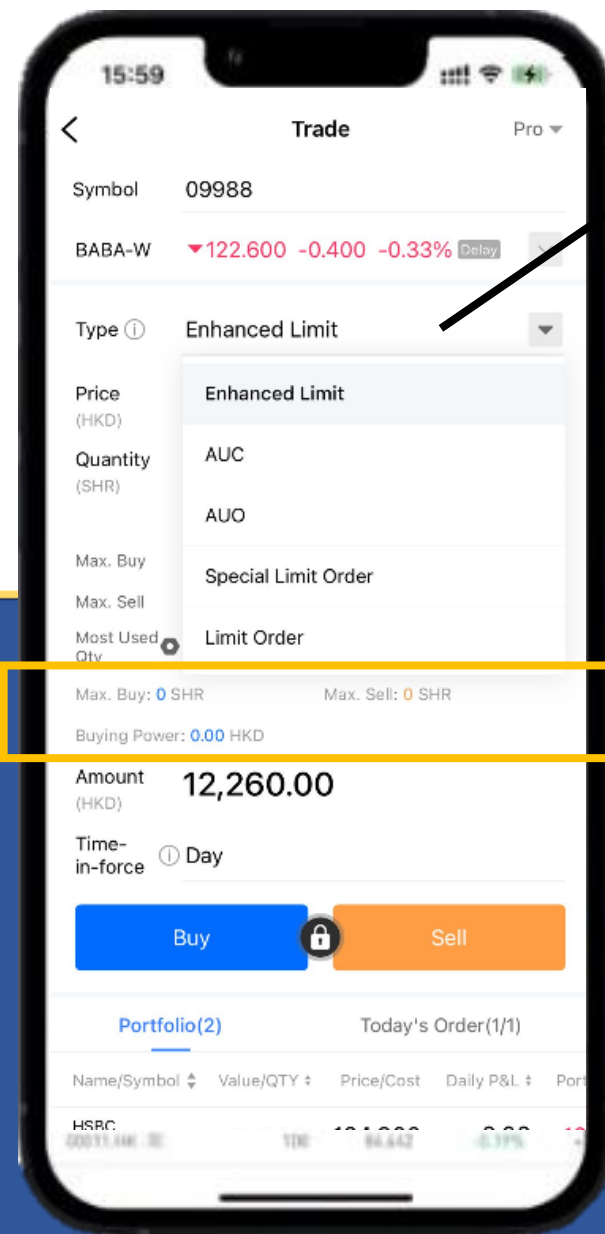 15:59
Trade
Pro
Symbol 09988
BABA-W 122.600 -0.400 -0.33% Delay
Type Enhanced Limit
Price
(HKD)
Enhanced Limit
Quantity
(SHR)
AUC
AUO
Max. Buy
Special Limit Order
Max. Sell
Most Used
Qty
Limit Order
Max. Buy: 0 SHR Max. Sell: 0 SHR
Buying Power: 0.00 HKD
Amount
(HKD)
12,260.00
Time-
in-force
Day
Buy Sell
Portfolio(2) Today's Order(1/1)
Name/Symbol Value/QTY Price/Cost Daily P&L Port
HSBC